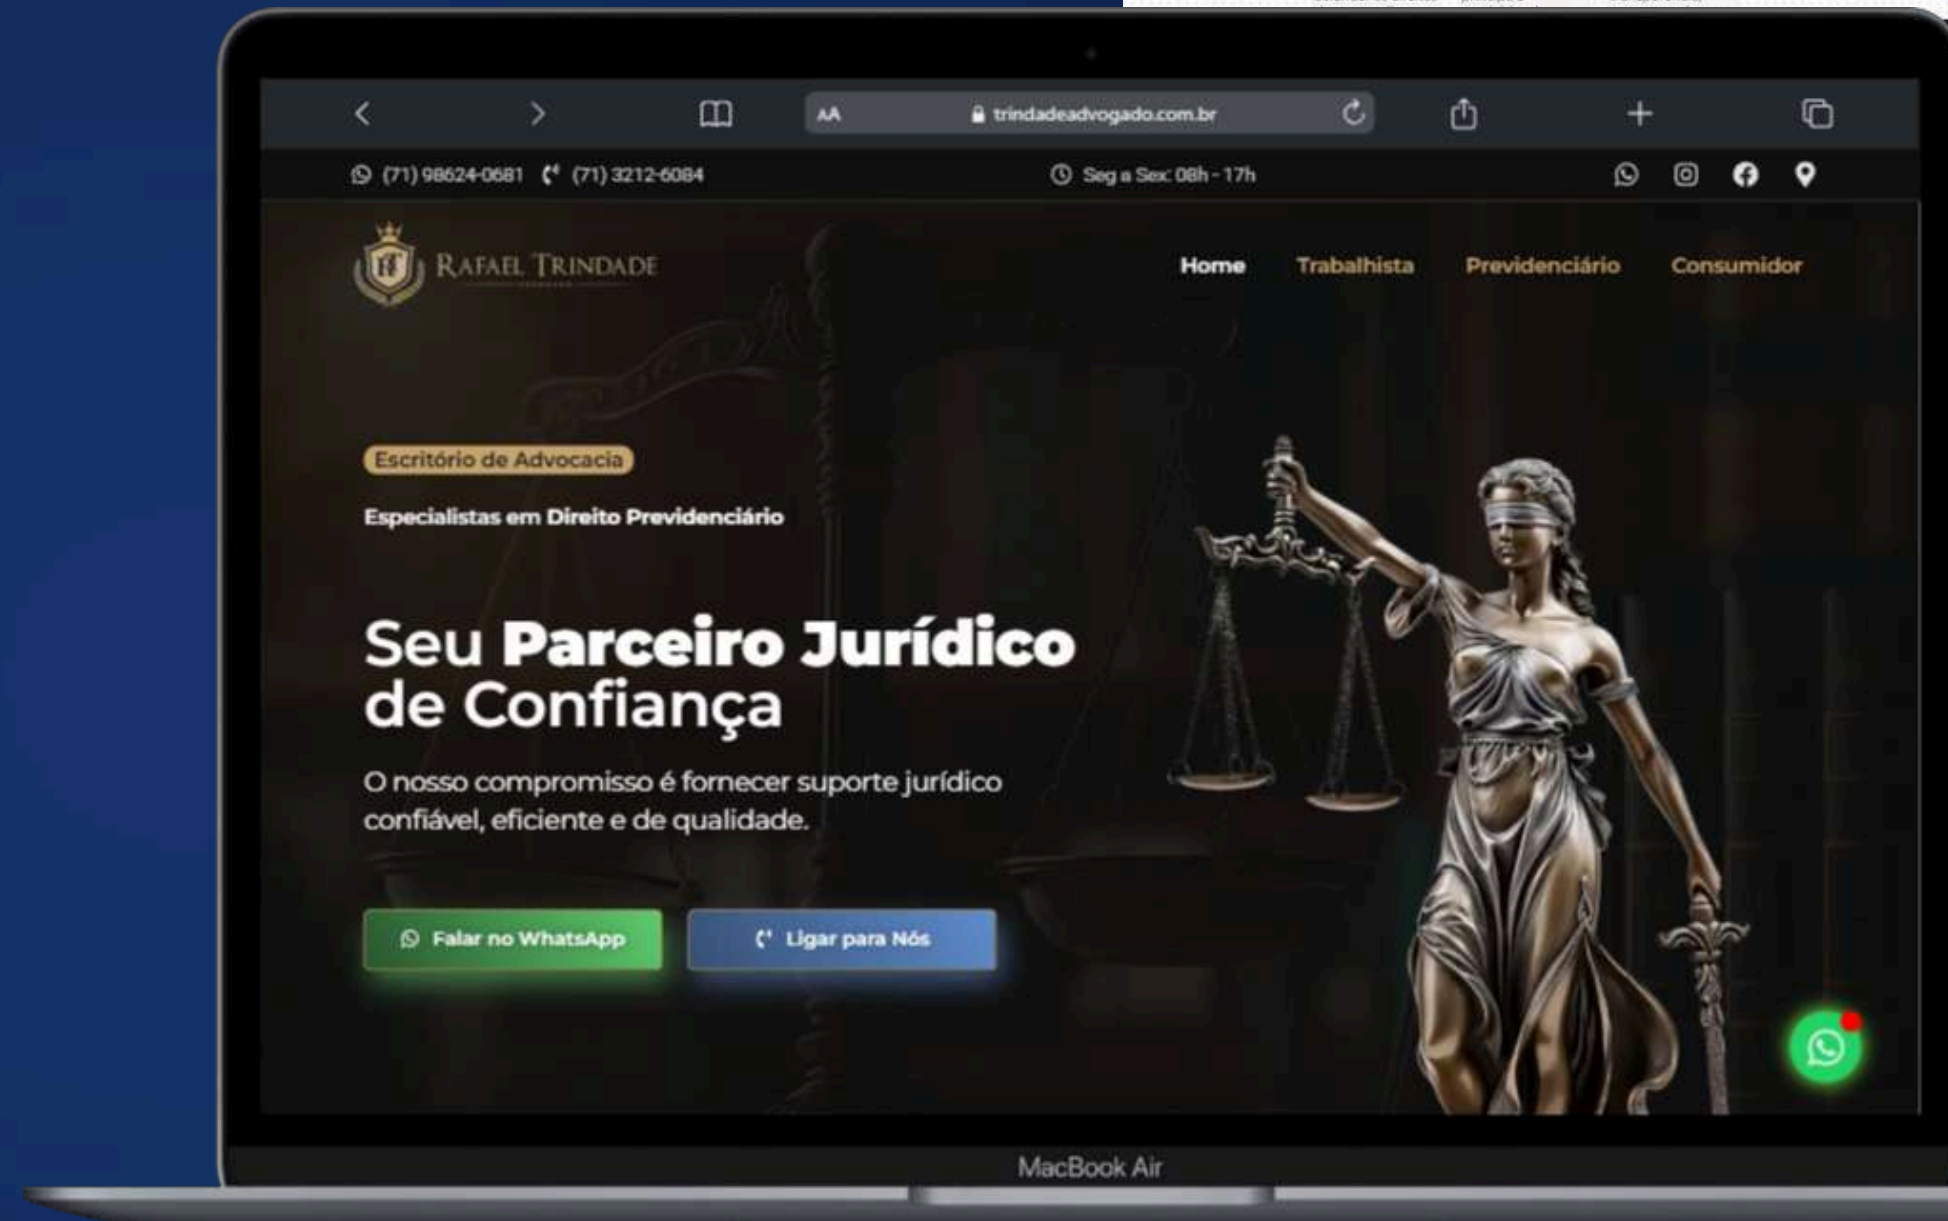 trindadeadvogado.com.br
AA
(71) 98624-0681 (71) 3212-6084
Seg a Sex: 08h - 17h
RAFAEL TRINDADE
Home Trabalhista Previdenciário Consumidor
Escritório de Advocacia
Especialistas em Direito Previdenciário
Seu Parceiro Jurídico
de Confiança
O nosso compromisso é fornecer suporte jurídico
confiável, eficiente e de qualidade.
Falar no WhatsApp
Ligar para Nós
MacBook Air